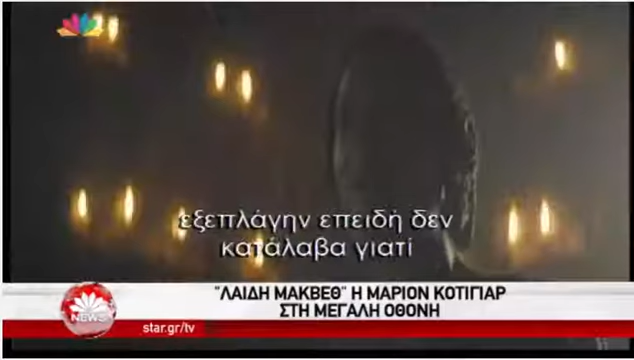 εξεπλάγην επειδή δεν
κατάλαβα γιατί
"ΛΑΙΔΗ ΜΑΚΒΕΘ" Η ΜΑΡΙΟΝ ΚΟΤΙΓΙΑΡ
ΣΤΗ ΜΕΓΑΛΗ ΟΘΟΝΗ
NEWS
star.gr/tv